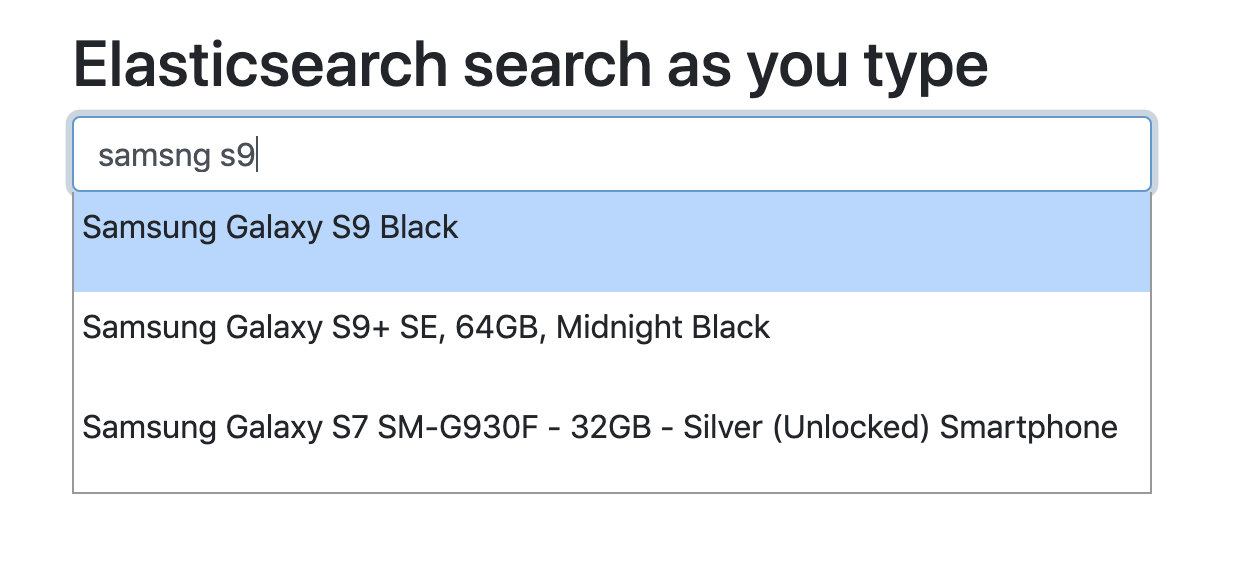 Elasticsearch search as you type
samsng s9
Samsung Galaxy S9 Black
Samsung Galaxy S9+ SE, 64GB, Midnight Black
Samsung Galaxy S7 SM-G930F - 32GB - Silver (Unlocked) Smartphone